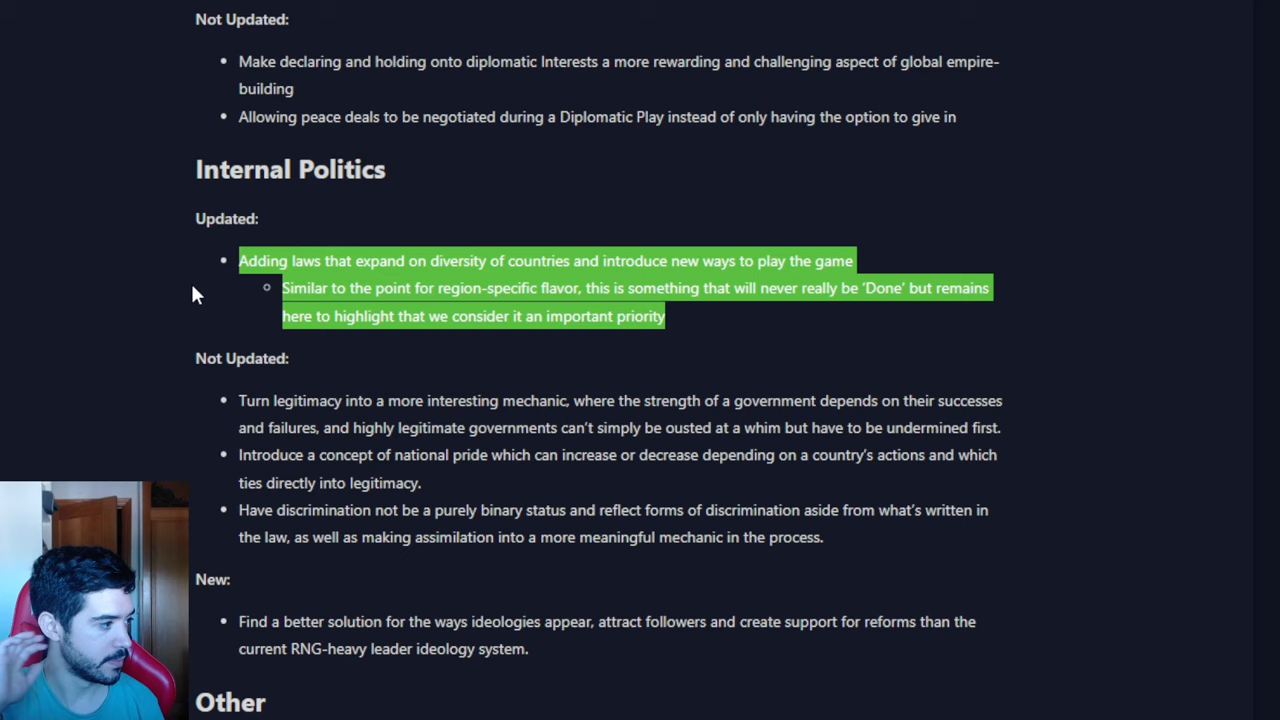 Not Updated:
Make declaring and holding onto diplomatic Interests a more rewarding and challenging aspect of global empire-
building
Allowing peace deals to be negotiated during a Diplomatic Play instead of only having the option to give in
Internal Politics
Updated:
Adding laws that expand on diversity of countries and introduce new ways to play the game
Similar to the point for region-specific flavor, this is something that will never really be ‘Done’ but remains
here to highlight that we consider it an important priority
Not Updated:
Turn legitimacy into a more interesting mechanic, where the strength of a government depends on their successes
and failures, and highly legitimate governments can’t simply be ousted at a whim but have to be undermined first.
Introduce a concept of national pride which can increase or decrease depending on a country’s actions and which
ties directly into legitimacy.
Have discrimination not be a purely binary status and reflect forms of discrimination aside from what’s written in
the law, as well as making assimilation into a more meaningful mechanic in the process.
New:
Find a better solution for the ways ideologies appear, attract followers and create support for reforms than the
current RNG-heavy leader ideology system.
Other